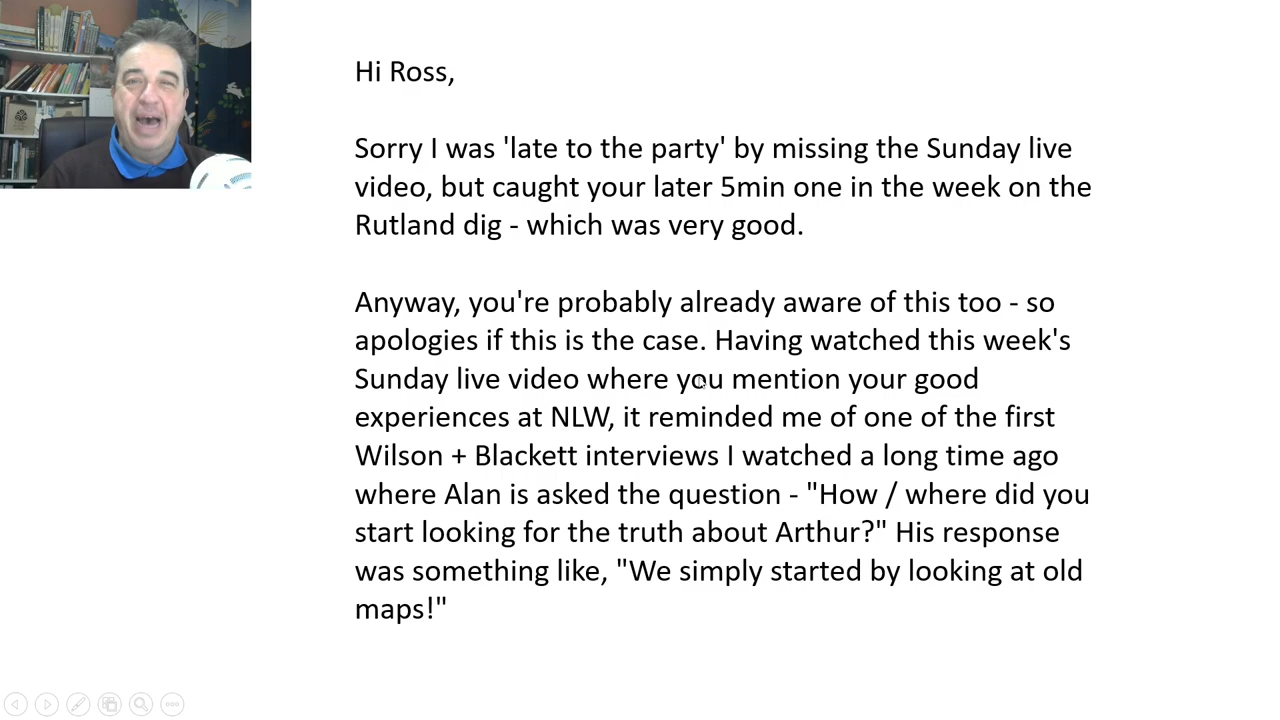 Hi Ross,
Sorry I was 'late to the party' by missing the Sunday live
video, but caught your later 5min one in the week on the
Rutland dig - which was very good.
Anyway, you're probably already aware of this too - so
apologies if this is the case. Having watched this week's
Sunday live video where you mention your good
experiences at NLW, it reminded me of one of the first
Wilson + Blackett interviews I watched a long time ago
where Alan is asked the question - "How / where did you
start looking for the truth about Arthur?" His response
was something like, "We simply started by looking at old
maps!"